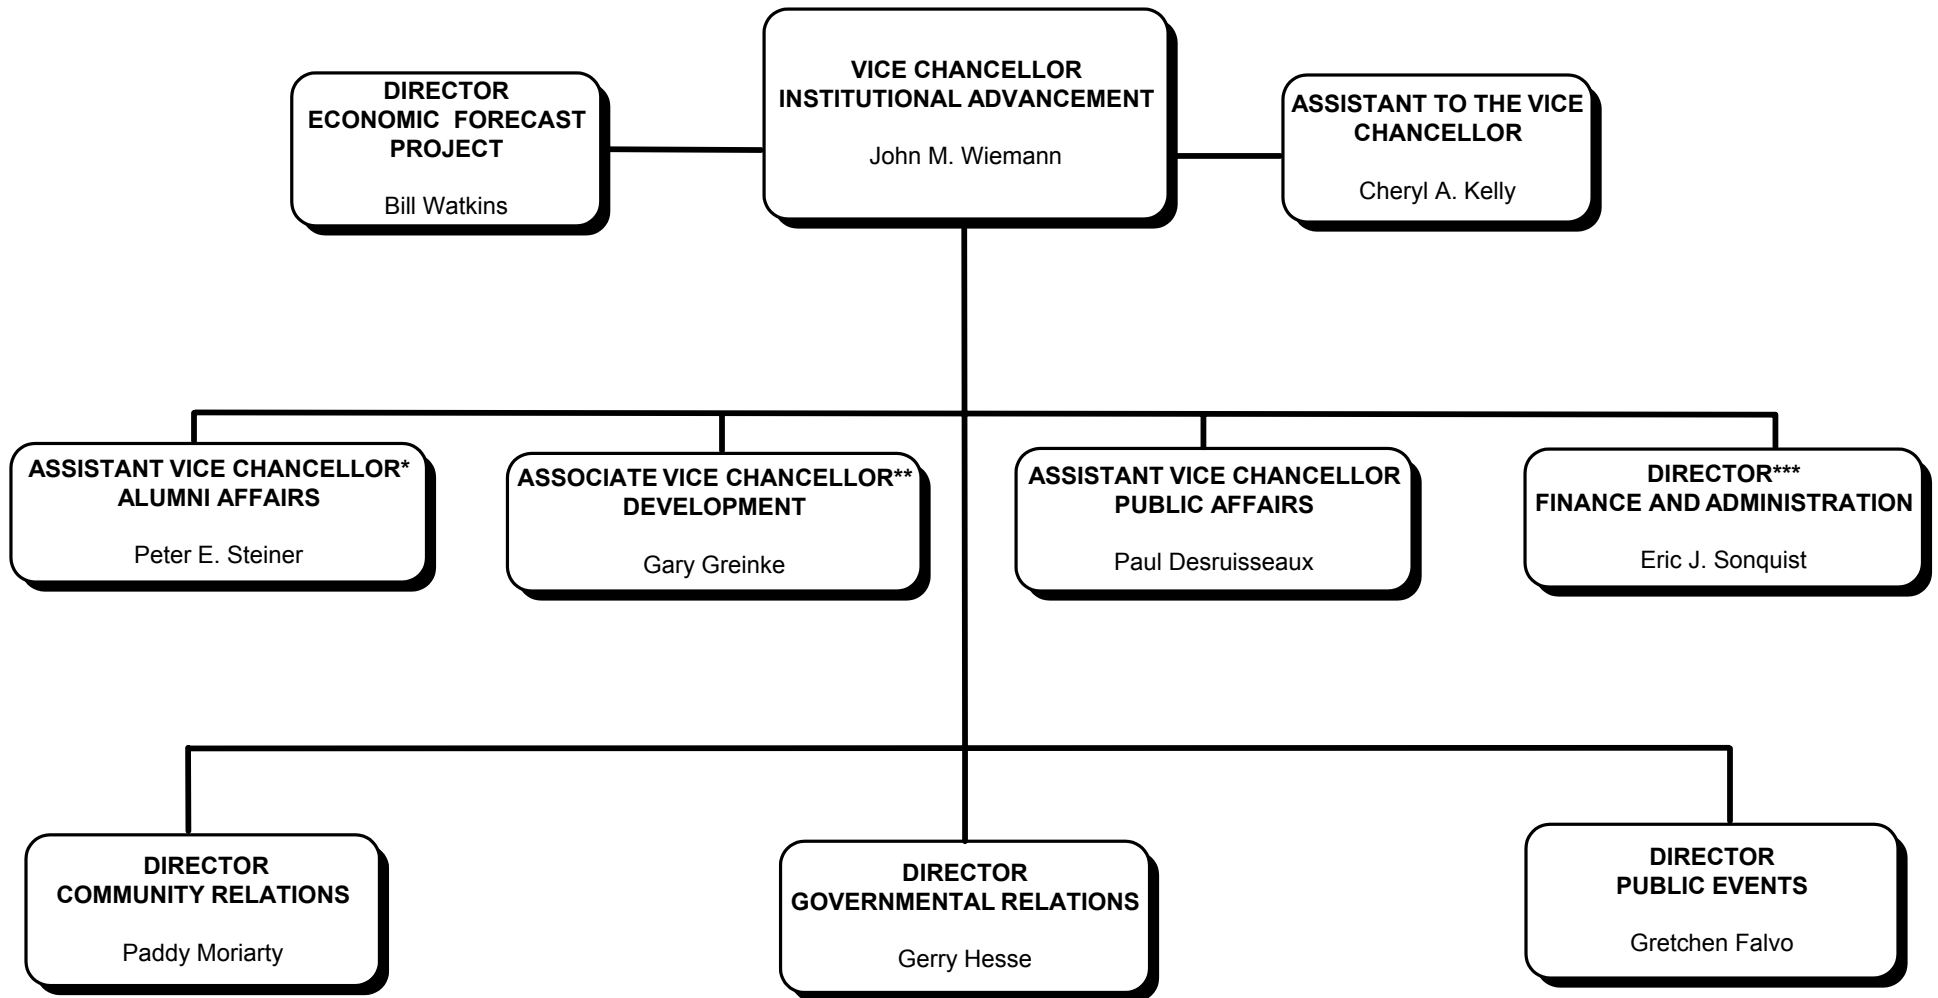 VICE CHANCELLOR
INSTITUTIONAL ADVANCEMENT
John M. Wiemann
DIRECTOR
ECONOMIC FORECAST
PROJECT
Bill Watkins
ASSISTANT TO THE VICE
CHANCELLOR
Cheryl A. Kelly
ASSISTANT VICE CHANCELLOR*
ALUMNI AFFAIRS
Peter E. Steiner
ASSOCIATE VICE CHANCELLOR**
DEVELOPMENT
Gary Greinke
ASSISTANT VICE CHANCELLOR
PUBLIC AFFAIRS
Paul Desruisseaux
DIRECTOR***
FINANCE AND ADMINISTRATION
Eric J. Sonquist
DIRECTOR
COMMUNITY RELATIONS
Paddy Moriarty
DIRECTOR
GOVERNMENTAL RELATIONS
Gerry Hesse
DIRECTOR
PUBLIC EVENTS
Gretchen Falvo